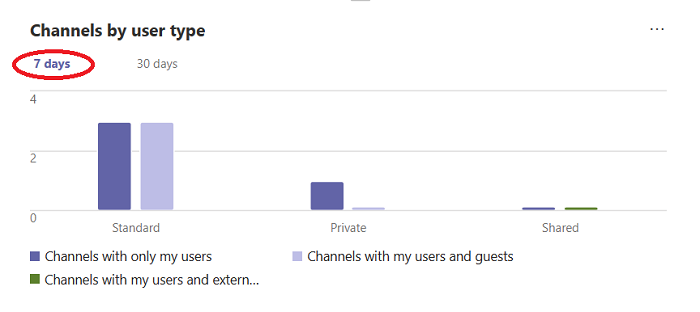 Channels by user type ...
7 days 30 days
4
2
0
Standard Private Shared
Channels with only my users Channels with my users and guests
Channels with my users and extern...